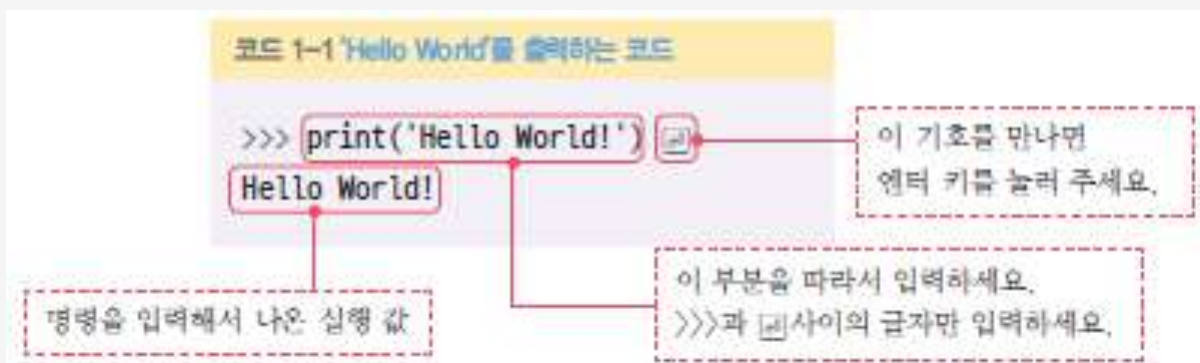 코드 1-1 'Hello World'를 출력하는 코드
>>> print('Hello World!') ↵
Hello World!
이 기호를 만나면
엔터 키를 눌러 주세요.
이 부분을 따라서 입력하세요.
>>>과 ↵사이의 글자만 입력하세요.
명령을 입력해서 나온 실행 값